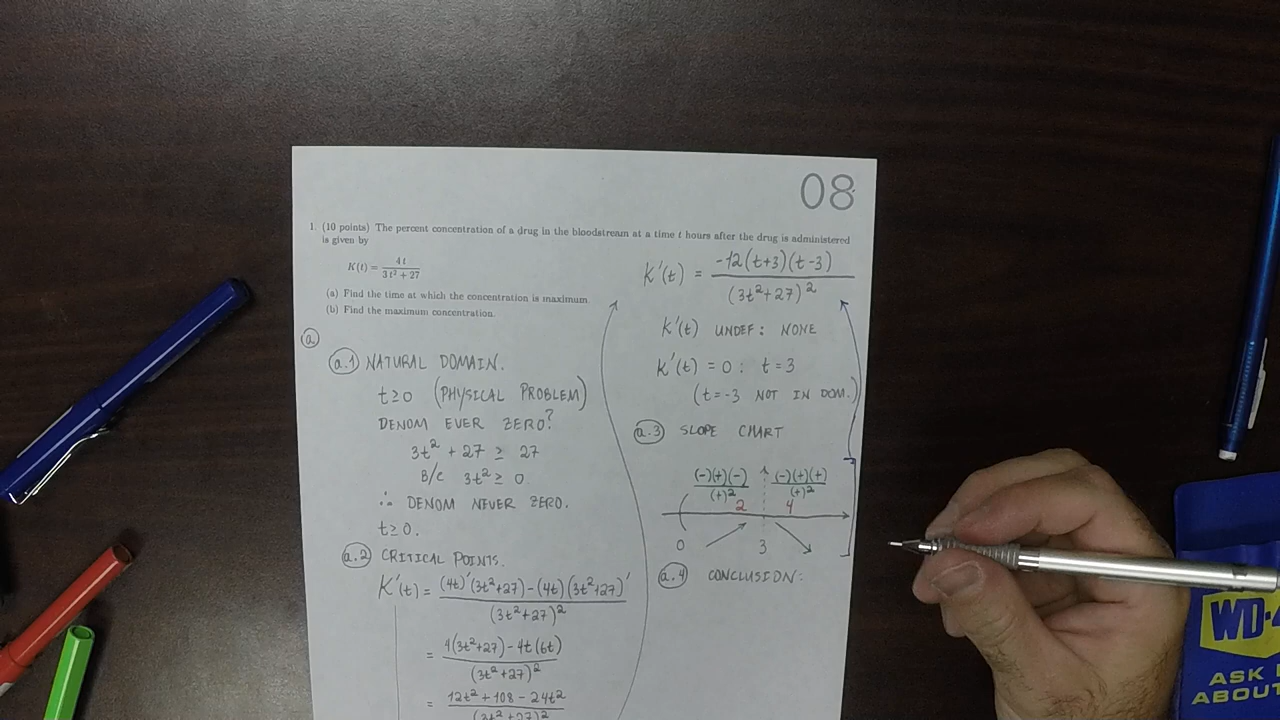 08
1. (10 points) The percent concentration of a drug in the bloodstream at a time t hours after the drug is administered
is given by
K(t) = 4t / 3t² + 27
(a) Find the time at which the concentration is maximum
(b) Find the maximum concentration.
a
a.1 NATURAL DOMAIN.
t≥0 (PHYSICAL PROBLEM)
DENOM EVER ZERO?
3t² + 27 ≥ 27
B/C 3t² ≥ 0
∴ DENOM NEVER ZERO.
t≥0.
a.2 CRITICAL POINTS.
K'(t) = (4t)'(3t²+27) - (4t)(3t²+27)' / (3t²+27)²
= 4(3t²+27) - 4t(6t) / (3t²+27)²
= 12t² + 108 - 24t² / (3t²+27)²
K'(t) = -12(t+3)(t-3) / (3t²+27)²
K'(t) UNDEF: NONE
K'(t) = 0: t=3
(t=-3 NOT IN DOM.)
a.3 SLOPE CHART
(-)(+)(-) / (+)² (-)(+)(+) / (+)²
2 4
0 3
a.4 CONCLUSION:
WD-4
ASK
ABOUT